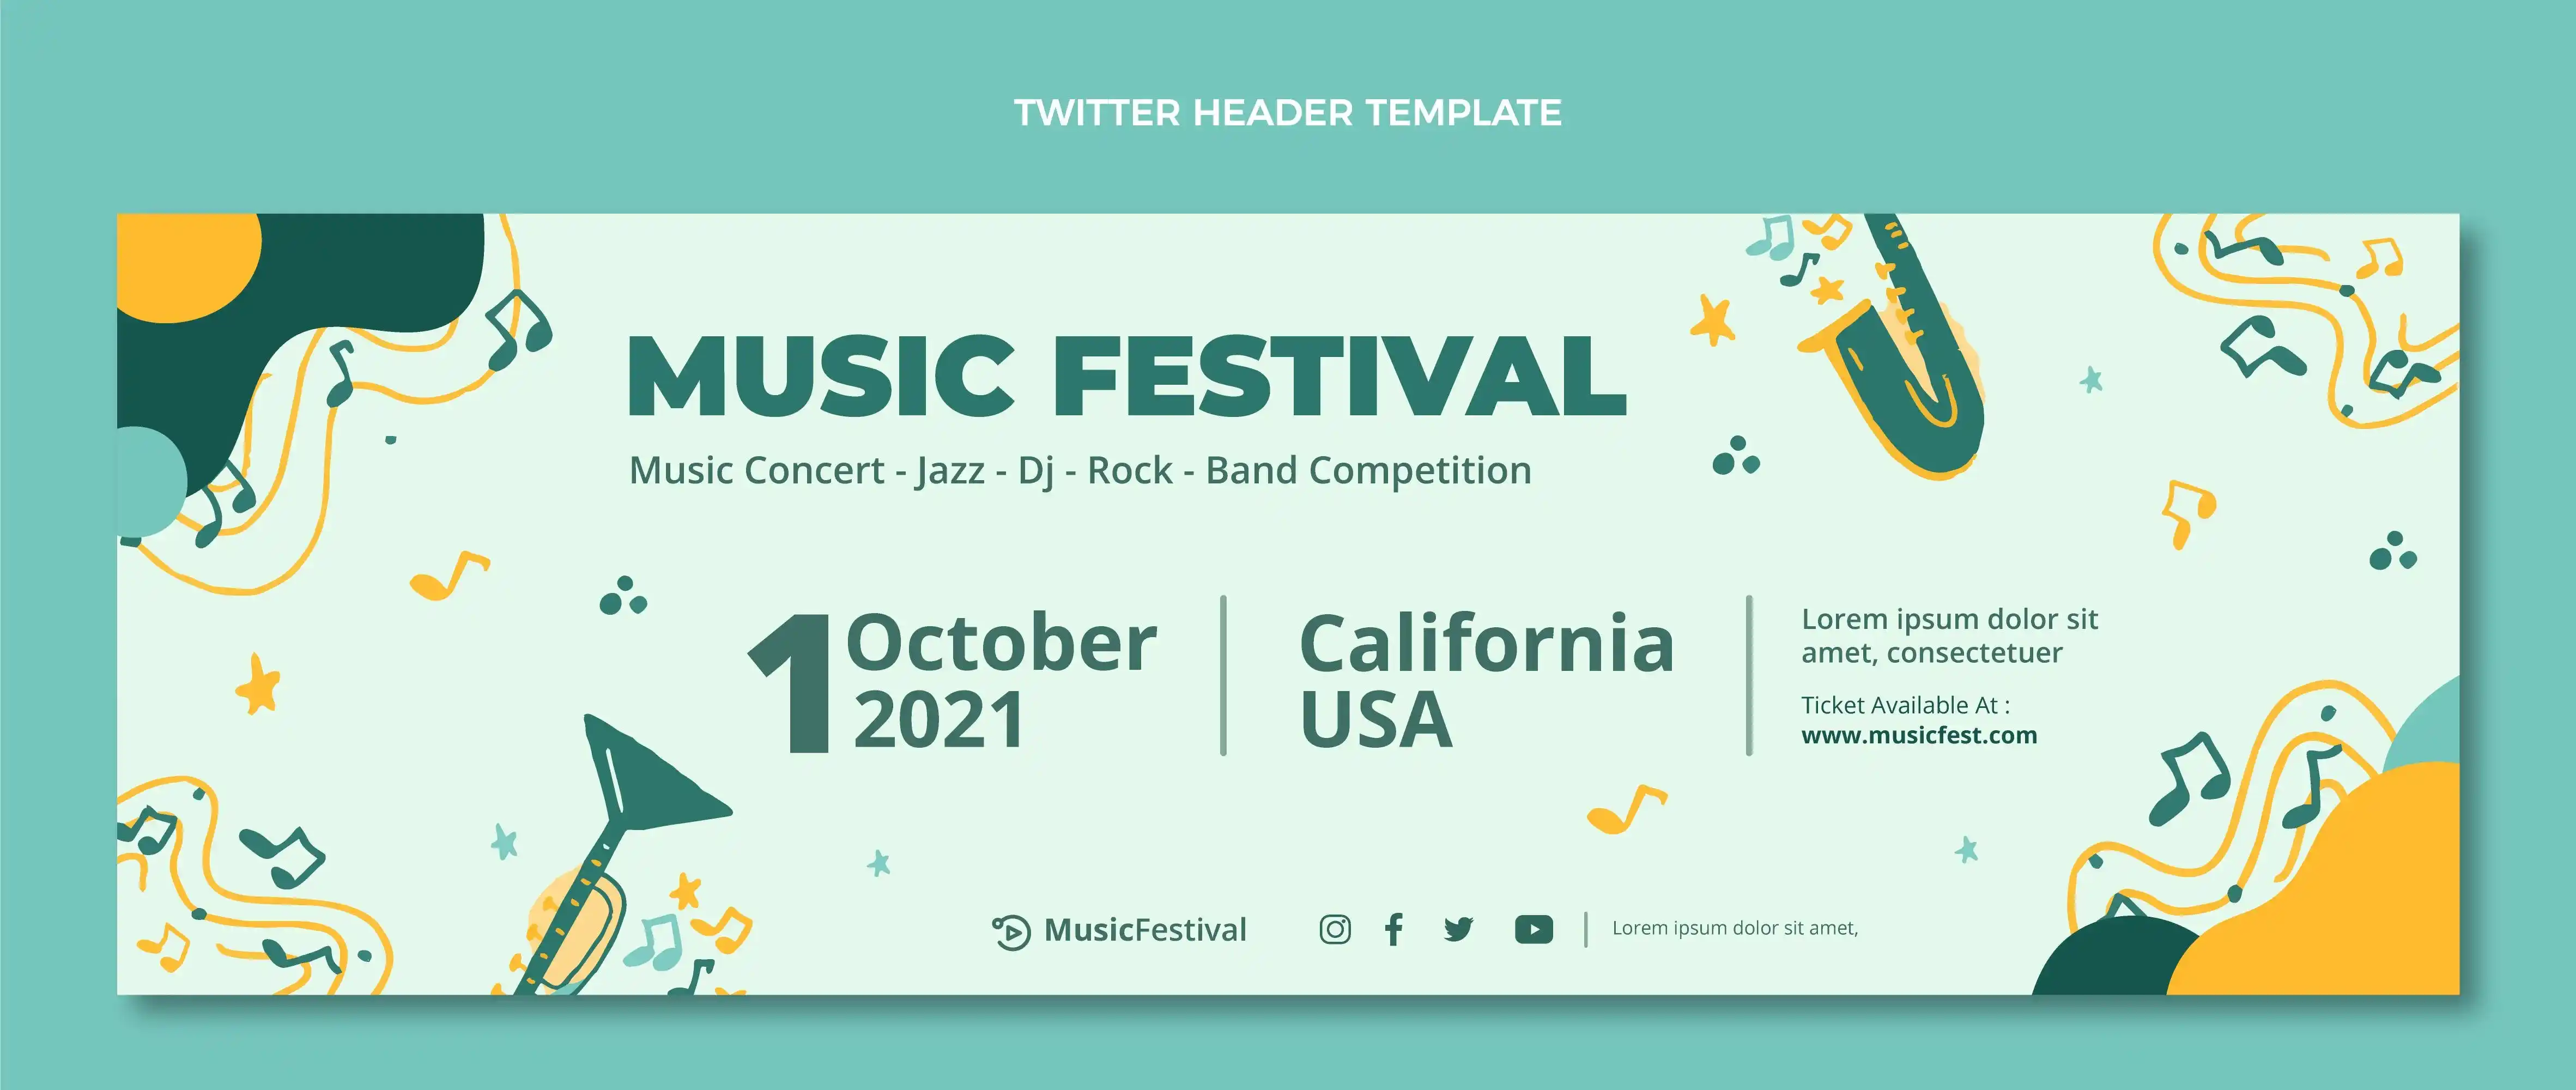 TWITTER HEADER TEMPLATE
MUSIC FESTIVAL
Music Concert - Jazz - Dj - Rock - Band Competition
1 October
2021
California
USA
Lorem ipsum dolor sit
amet, consectetuer
Ticket Available At :
www.musicfest.com
MusicFestival
Lorem ipsum dolor sit amet,